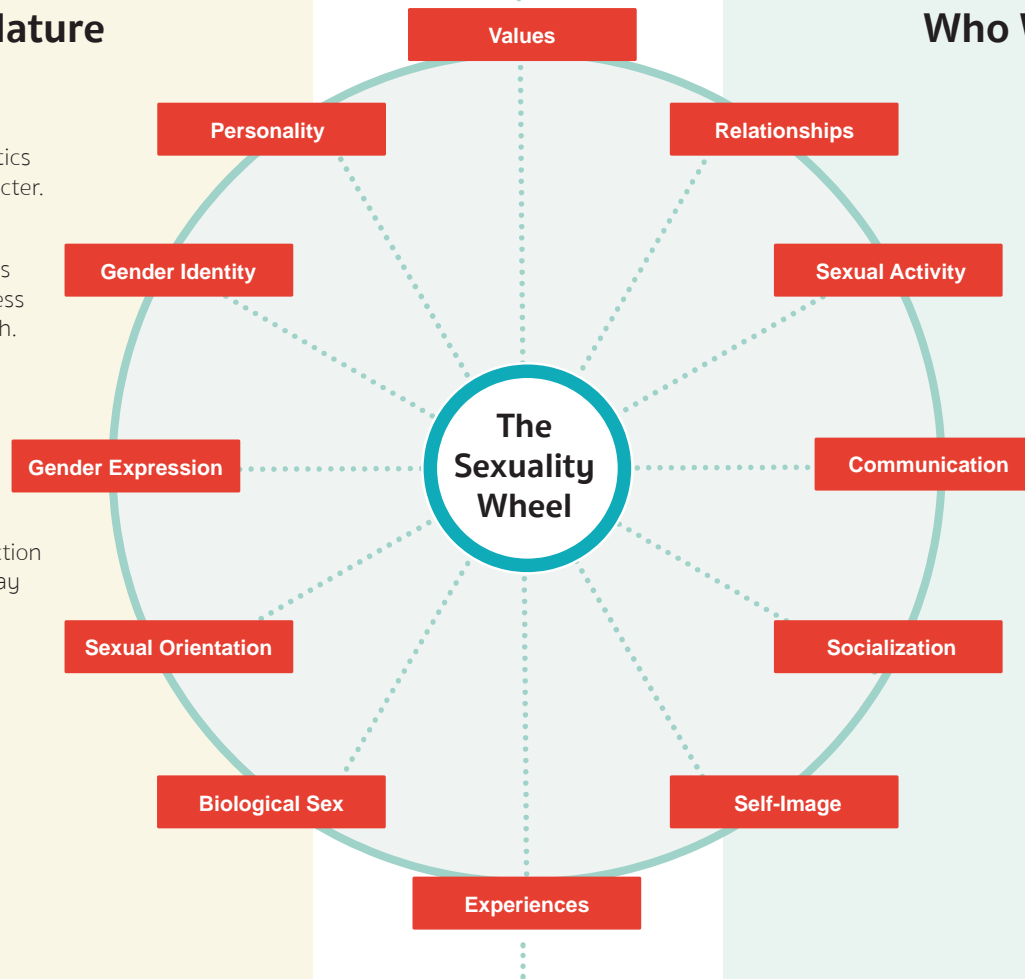 Who
Values
Personality
Relationships
Gender Identity
Sexual Activity
The
Sexuality
Wheel
Gender Expression
Communication
Sexual Orientation
Socialization
Biological Sex
Self-Image
Experiences